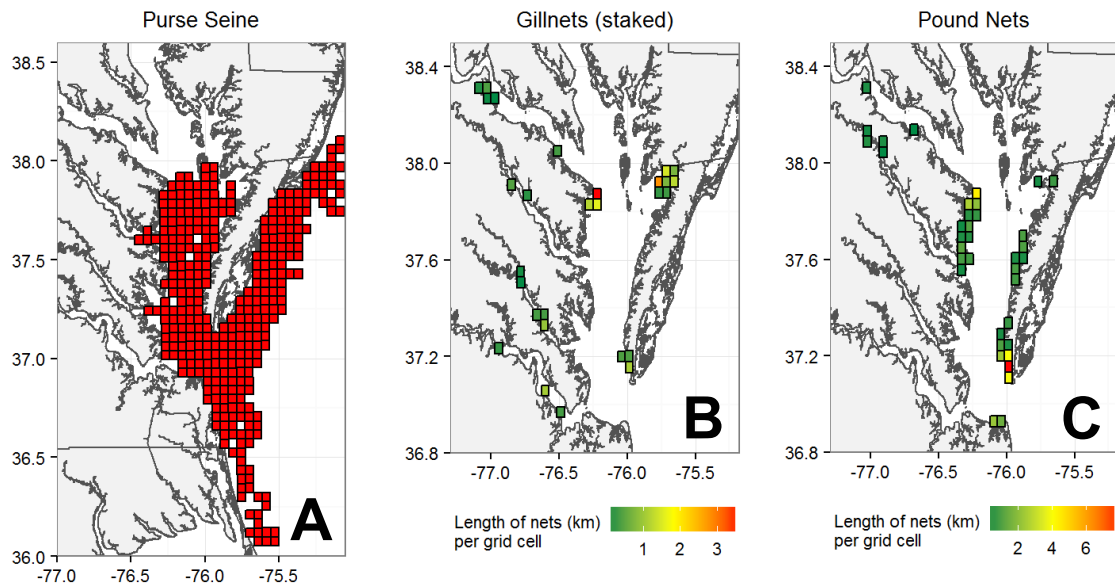 Purse Seine
Gillnets (staked)
Pound Nets
38.5
38.0
37.5
37.0
36.5
36.0
-77.0
-76.5
-76.0
-75.5
A
38.4
38.0
37.6
37.2
36.8
-77.0
-76.5
-76.0
-75.5
B
38.4
38.0
37.6
37.2
36.8
-77.0
-76.5
-76.0
-75.5
C
Length of nets (km)
per grid cell
1 2 3
Length of nets (km)
per grid cell
2 4 6